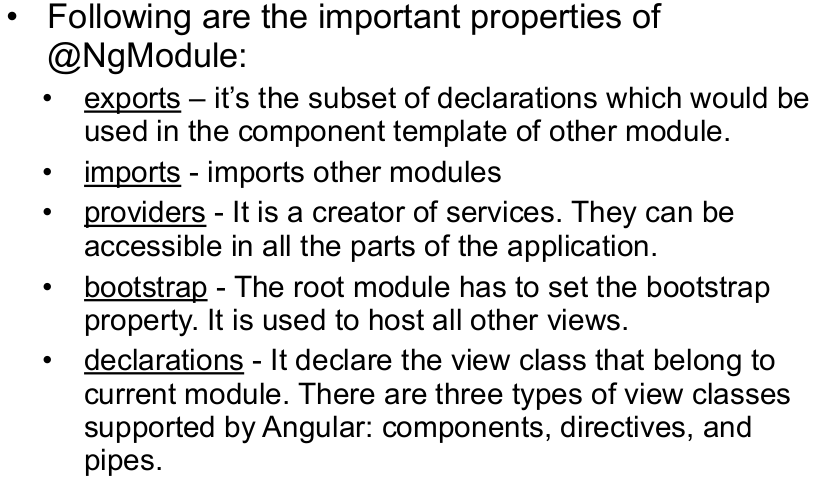 • Following are the important properties of
@NgModule:
• exports – it’s the subset of declarations which would be
used in the component template of other module.
• imports - imports other modules
• providers - It is a creator of services. They can be
accessible in all the parts of the application.
• bootstrap - The root module has to set the bootstrap
property. It is used to host all other views.
• declarations - It declare the view class that belong to
current module. There are three types of view classes
supported by Angular: components, directives, and
pipes.